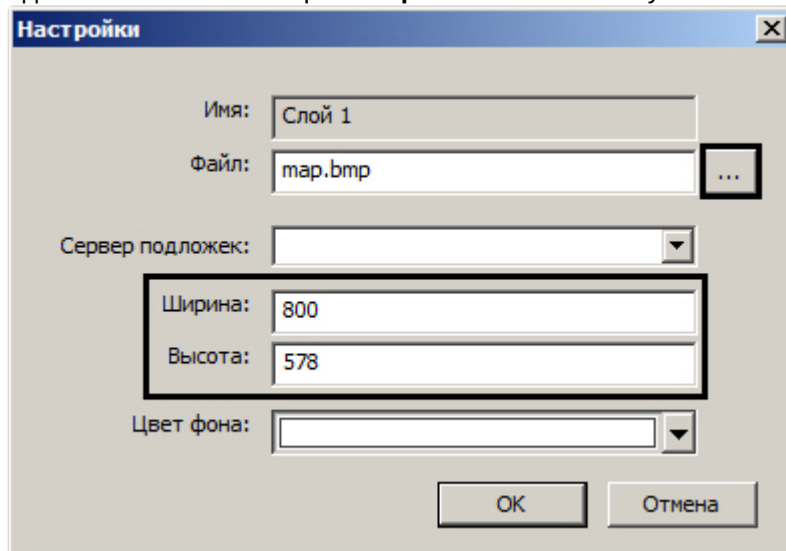 Настройки
Имя: Слой 1
Файл: map.bmp ...
Сервер подложек:
Ширина: 800
Высота: 578
Цвет фона:
OK Отмена